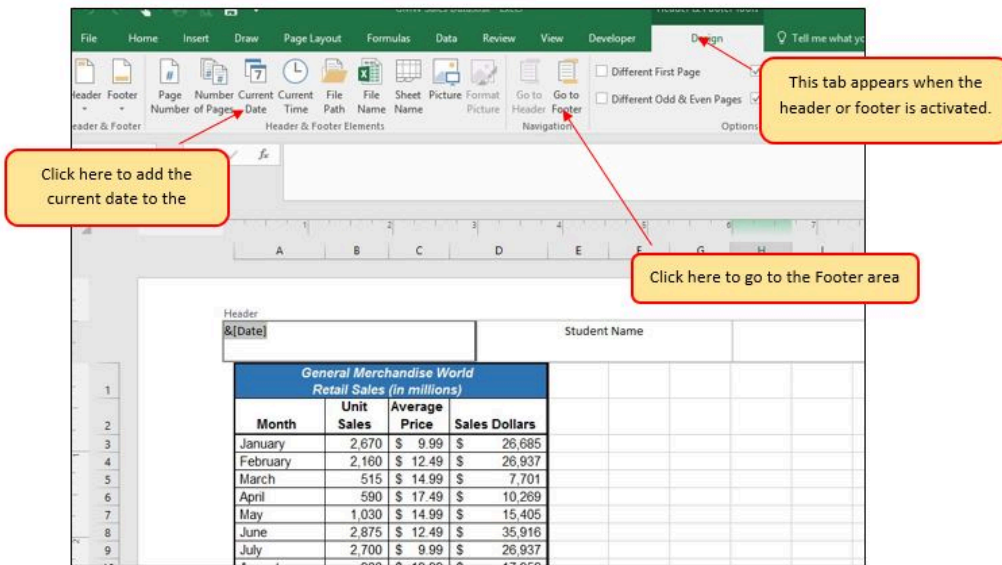 File Home Insert Draw Page Layout Formulas Data Review View Developer Design Tell me what
Header Footer
Page Number
Number of Pages
Current Date
Current Time
File Path
File Name
Sheet Name
Picture
Format Picture
Go to Header
Go to Footer
Different First Page
Different Odd & Even Pages
Header & Footer Elements
Navigation
This tab appears when the
header or footer is activated.
Click here to add the
current date to the
fx
1 2 3 4 5 6 7
A B C D E F G H I
Click here to go to the Footer area
Header
&[Date] Student Name
1 General Merchandise World
Retail Sales (in millions)
Unit Average
2 Month Sales Price Sales Dollars
3 January 2,670 $ 9.99 $ 26,685
4 February 2,160 $ 12.49 $ 26,937
5 March 515 $ 14.99 $ 7,701
6 April 590 $ 17.49 $ 10,269
7 May 1,030 $ 14.99 $ 15,405
8 June 2,875 $ 12.49 $ 35,916
9 July 2,700 $ 9.99 $ 26,937